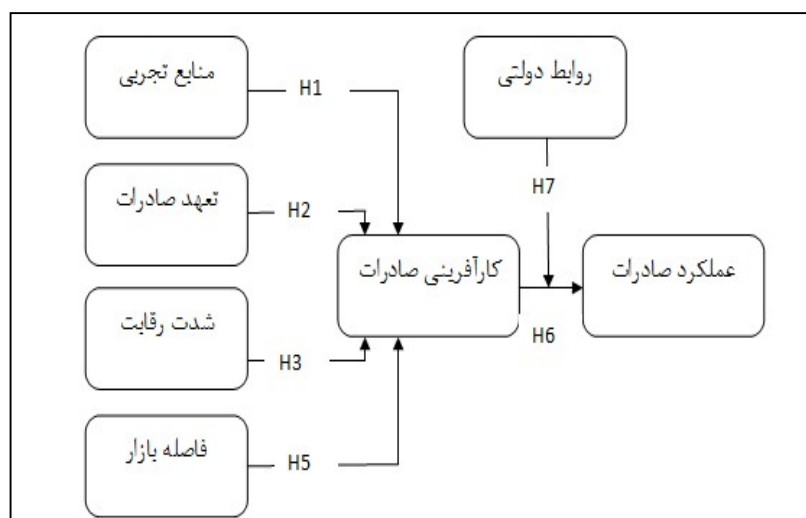 منابع تجربی
H1
روابط دولتی
تعهد صادرات
H2
H7
کارآفرینی صادرات
عملکرد صادرات
شدت رقابت
H3
H6
فاصله بازار
H5